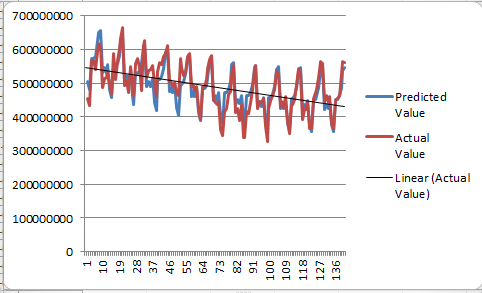 700000000
600000000
500000000
400000000
300000000
200000000
100000000
0
1 10 19 28 37 46 55 64 73 82 91 100 109 118 127 136
Predicted
Value
Actual
Value
Linear (Actual
Value)